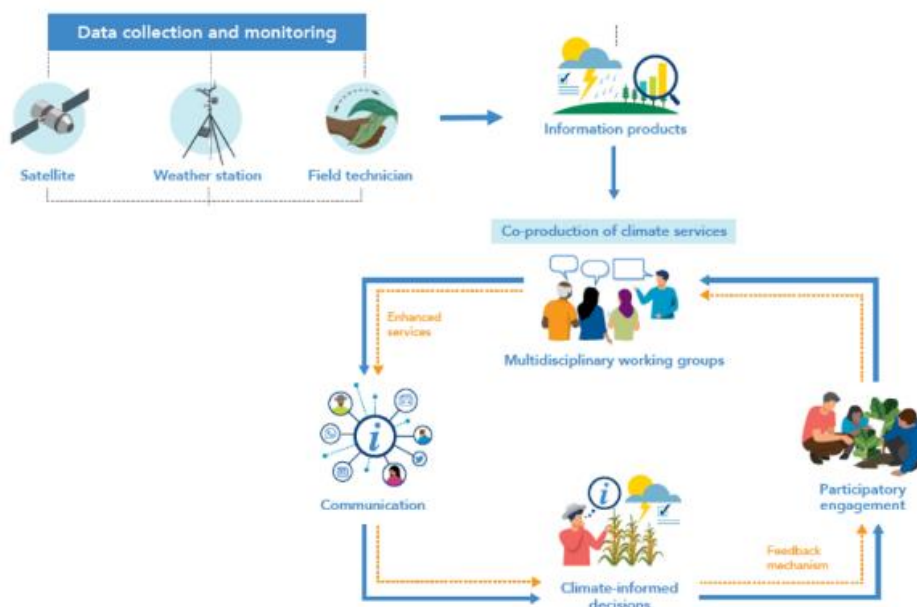 Data collection and monitoring
Satellite
Weather station
Field technician
Information products
Co-production of climate services
Enhanced
services
Multidisciplinary working groups
Communication
Participatory
engagement
Feedback
mechanism
Climate-informed
decisions